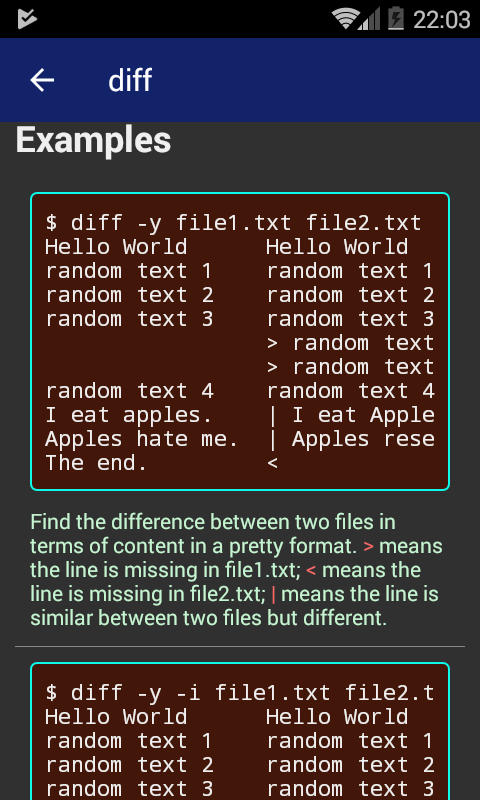 22:03
diff
Examples
$ diff -y file1.txt file2.txt
Hello World      Hello World
random text 1    random text 1
random text 2    random text 2
random text 3    random text 3
                 > random text
                 > random text
random text 4    random text 4
I eat apples.    | I eat Apple
Apples hate me.  | Apples rese
The end.         <
Find the difference between two files in
terms of content in a pretty format. > means
the line is missing in file1.txt; < means the
line is missing in file2.txt; | means the line is
similar between two files but different.
$ diff -y -i file1.txt file2.t
Hello World      Hello World
random text 1    random text 1
random text 2    random text 2
random text 3    random text 3